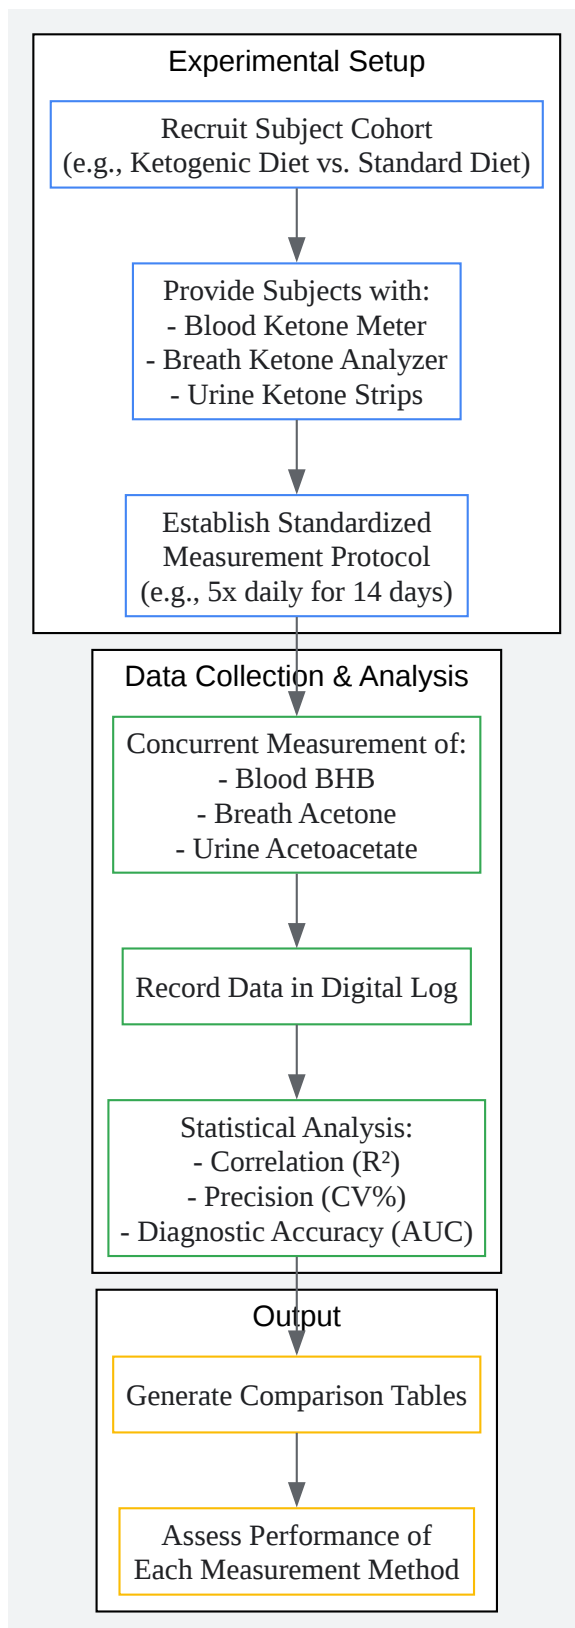 Experimental Setup
Recruit Subject Cohort
(e.g., Ketogenic Diet vs. Standard Diet)
Provide Subjects with:
- Blood Ketone Meter
- Breath Ketone Analyzer
- Urine Ketone Strips
Establish Standardized
Measurement Protocol
(e.g., 5x daily for 14 days)
Data Collection & Analysis
Concurrent Measurement of:
- Blood BHB
- Breath Acetone
- Urine Acetoacetate
Record Data in Digital Log
Statistical Analysis:
- Correlation (R²)
- Precision (CV%)
- Diagnostic Accuracy (AUC)
Output
Generate Comparison Tables
Assess Performance of
Each Measurement Method